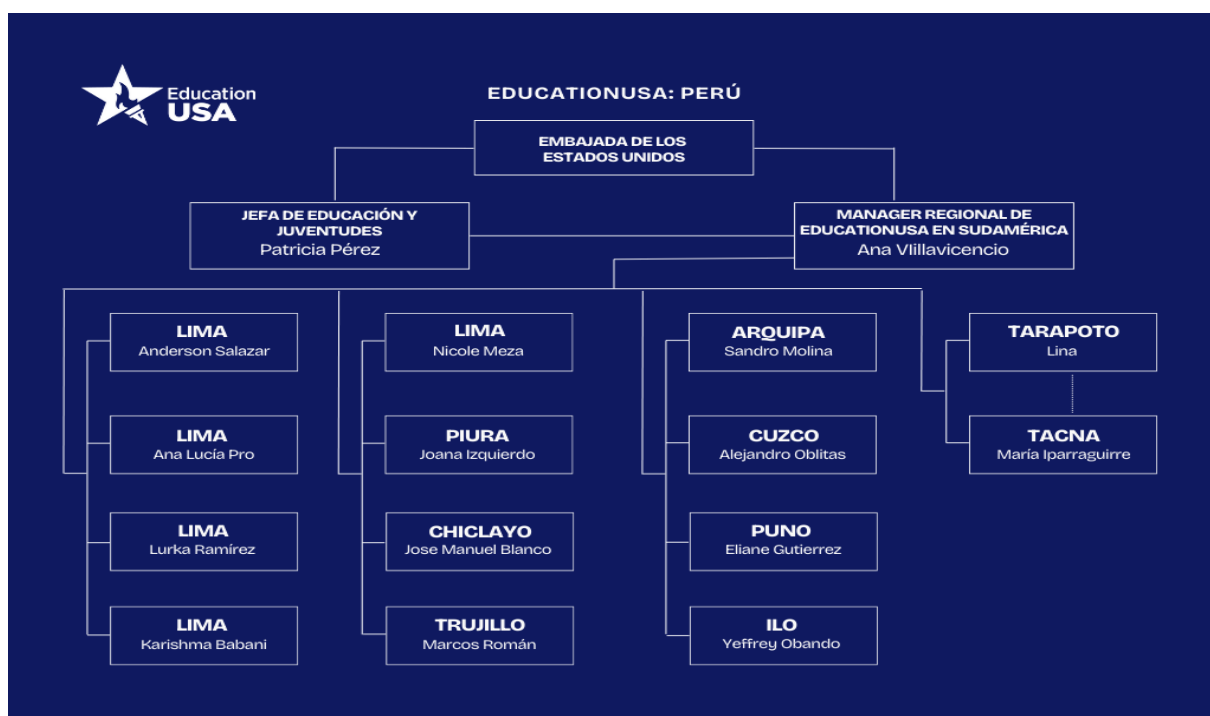 Education
USA
EDUCATIONUSA: PERÚ
EMBAJADA DE LOS
ESTADOS UNIDOS
JEFA DE EDUCACIÓN Y
JUVENTUDES
Patricia Pérez
MANAGER REGIONAL DE
EDUCATIONUSA EN SUDAMÉRICA
Ana Vlillavicencio
LIMA
Anderson Salazar
LIMA
Ana Lucía Pro
LIMA
Lurka Ramírez
LIMA
Karishma Babani
LIMA
Nicole Meza
PIURA
Joana Izquierdo
CHICLAYO
Jose Manuel Blanco
TRUJILLO
Marcos Román
ARQUIPA
Sandro Molina
CUZCO
Alejandro Oblitas
PUNO
Eliane Gutierrez
ILO
Yeffrey Obando
TARAPOTO
Lina
TACNA
María Iparraguirre